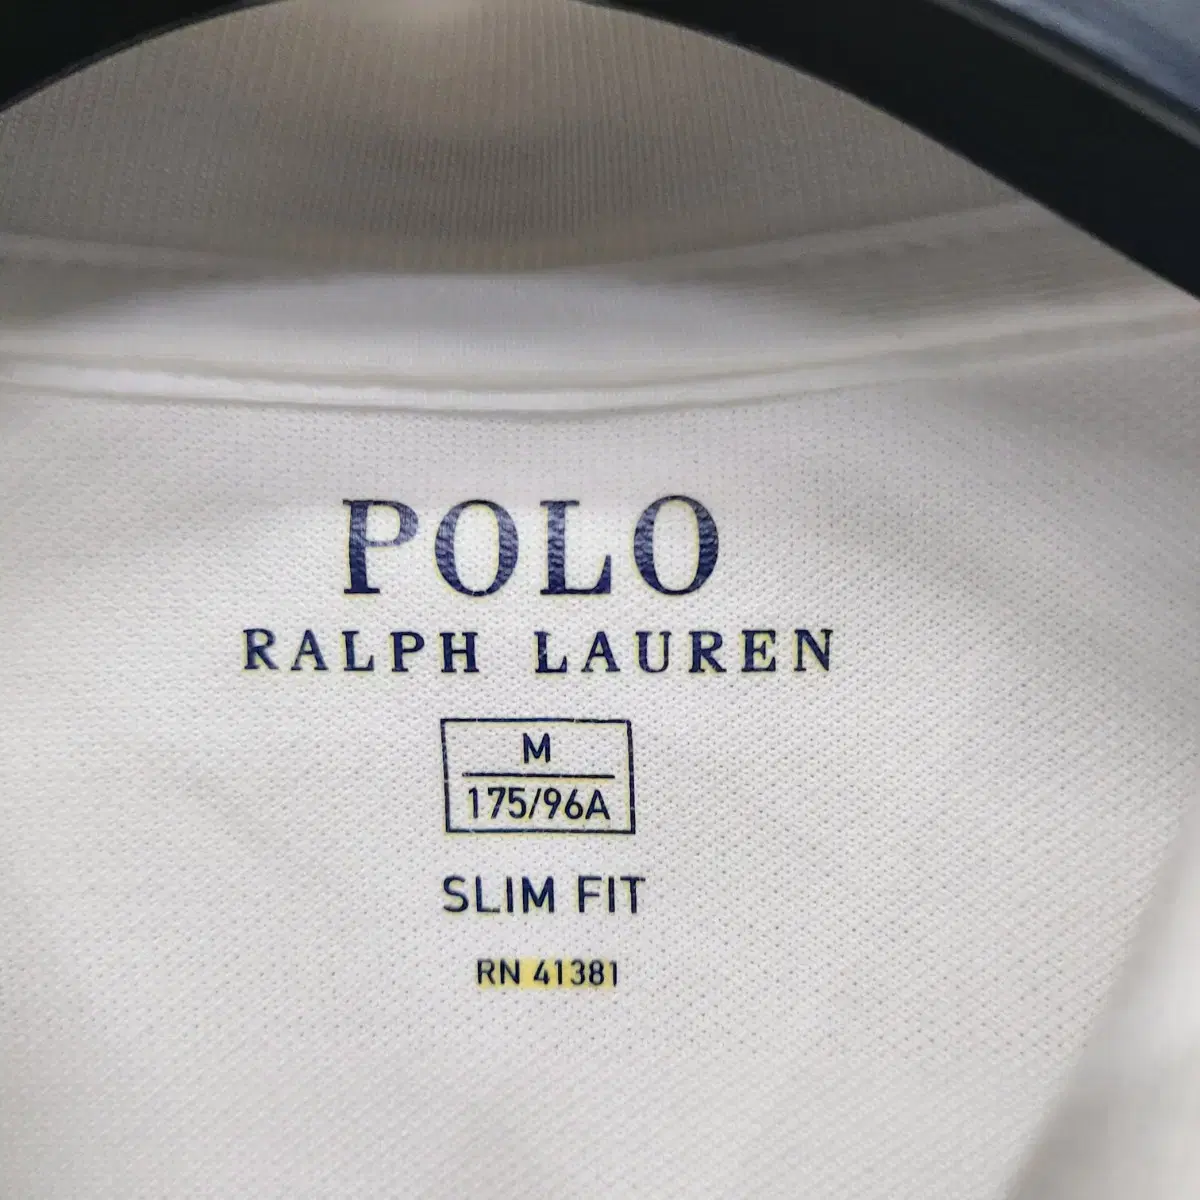 POLO
RALPH LAUREN
M
175/96A
SLIM FIT
RN 41381